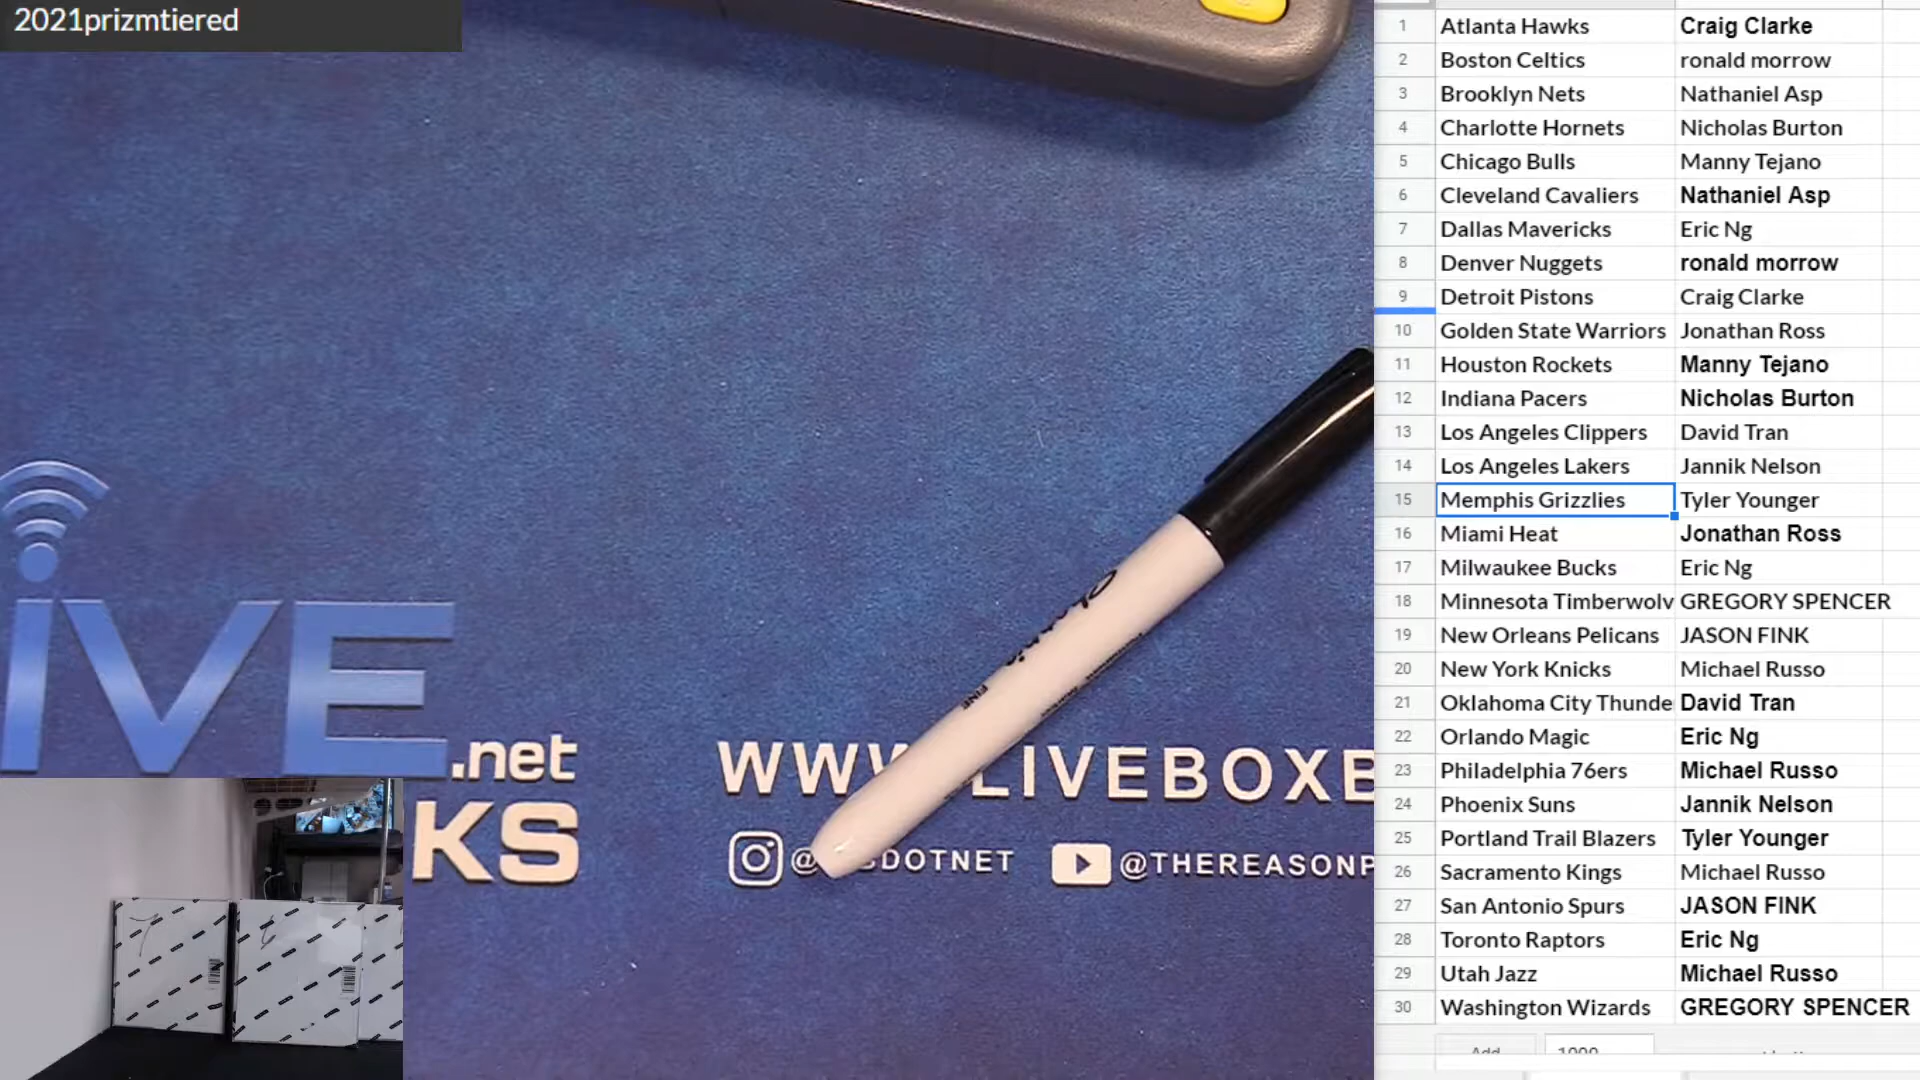 2021prizmtiered
1 Atlanta Hawks Craig Clarke
2 Boston Celtics ronald morrow
3 Brooklyn Nets Nathaniel Asp
4 Charlotte Hornets Nicholas Burton
5 Chicago Bulls Manny Tejano
6 Cleveland Cavaliers Nathaniel Asp
7 Dallas Mavericks Eric Ng
8 Denver Nuggets ronald morrow
9 Detroit Pistons Craig Clarke
10 Golden State Warriors Jonathan Ross
11 Houston Rockets Manny Tejano
12 Indiana Pacers Nicholas Burton
13 Los Angeles Clippers David Tran
14 Los Angeles Lakers Jannik Nelson
15 Memphis Grizzlies Tyler Younger
16 Miami Heat Jonathan Ross
17 Milwaukee Bucks Eric Ng
18 Minnesota Timberwolv GREGORY SPENCER
19 New Orleans Pelicans JASON FINK
20 New York Knicks Michael Russo
21 Oklahoma City Thunde David Tran
22 Orlando Magic Eric Ng
23 Philadelphia 76ers Michael Russo
24 Phoenix Suns Jannik Nelson
25 Portland Trail Blazers Tyler Younger
26 Sacramento Kings Michael Russo
27 San Antonio Spurs JASON FINK
28 Toronto Raptors Eric Ng
29 Utah Jazz Michael Russo
30 Washington Wizards GREGORY SPENCER
Add 1000
FINE
iVE
.net
KS
WWW.LIVEBOXB
DOTNET @THEREASONP